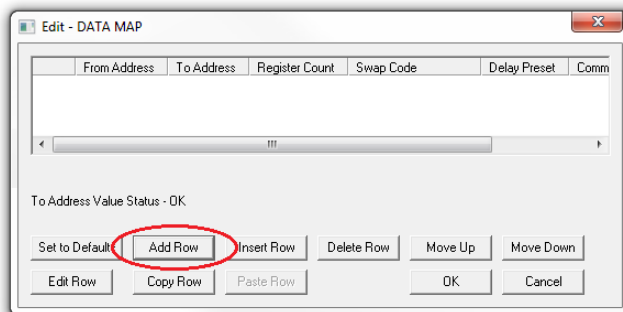 Edit - DATA MAP
From Address To Address Register Count Swap Code Delay Preset Comm
To Address Value Status - OK
Set to Default Add Row Insert Row Delete Row Move Up Move Down
Edit Row Copy Row Paste Row OK Cancel